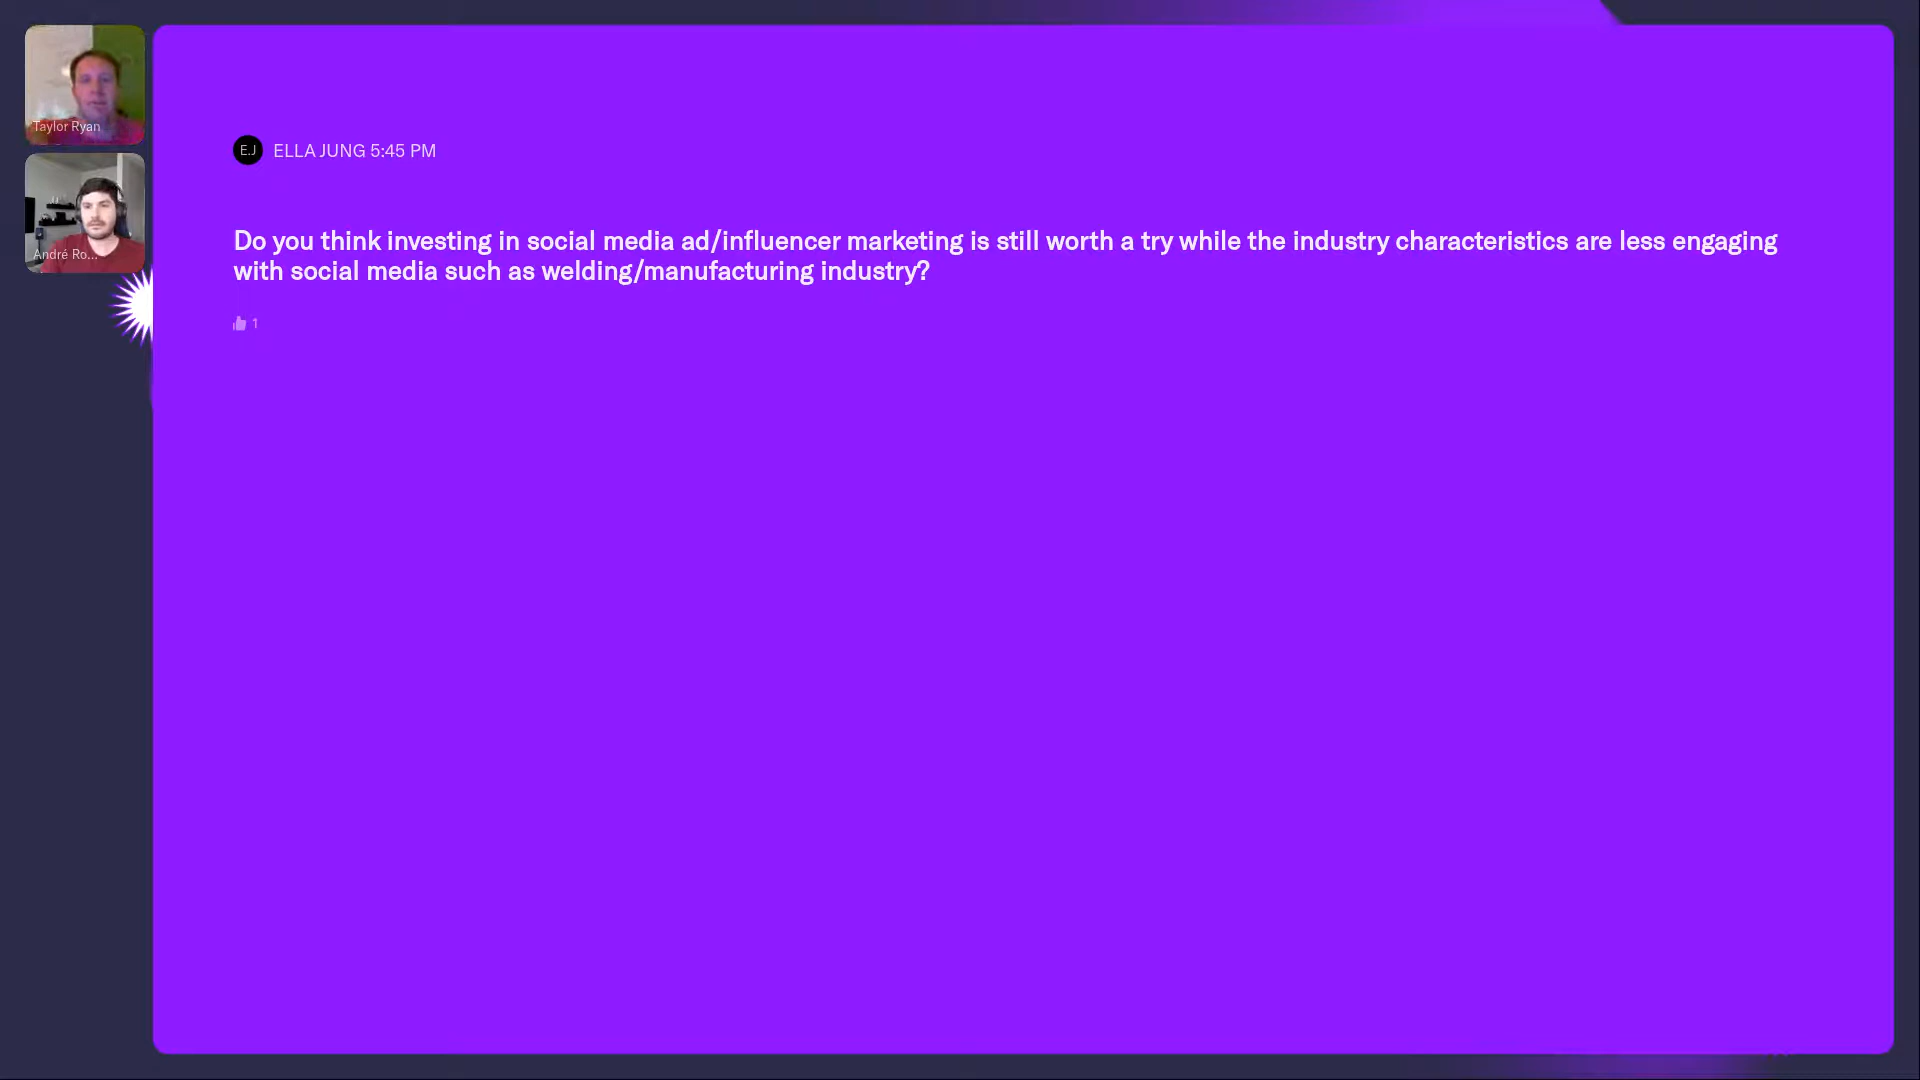 Taylor Ryan
André Ro...
EJ ELLA JUNG 5:45 PM
Do you think investing in social media ad/influencer marketing is still worth a try while the industry characteristics are less engaging
with social media such as welding/manufacturing industry?
1